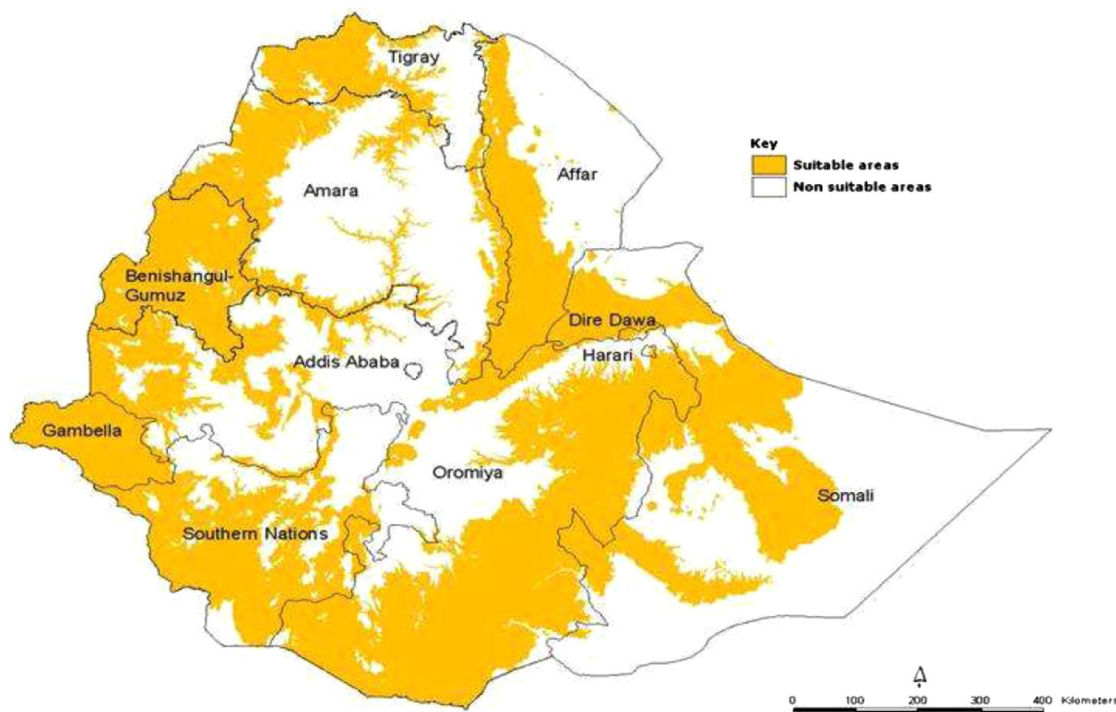 Tigray
Key
Suitable areas
Non suitable areas
Affar
Amara
Benishangul-
Gumuz
Dire Dawa
Harari
Addis Ababa
Gambella
Oromiya
Somali
Southern Nations
0 100 200 300 400 Kilometers